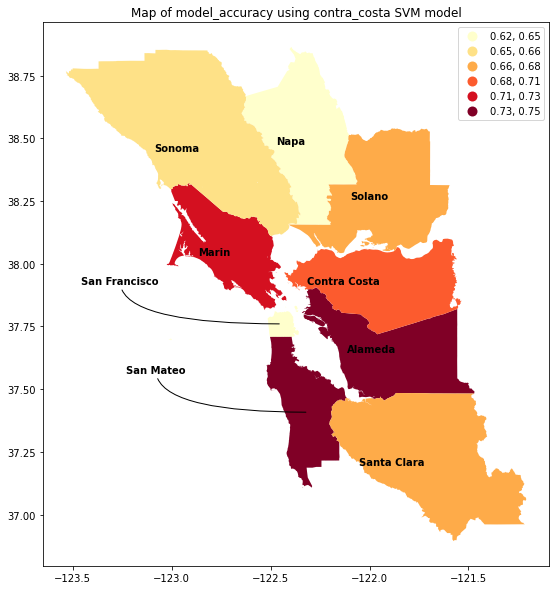 Map of model_accuracy using contra_costa SVM model
0.62, 0.65
0.65, 0.66
0.66, 0.68
0.68, 0.71
0.71, 0.73
0.73, 0.75
38.75
38.50
38.25
38.00
37.75
37.50
37.25
37.00
Napa
Sonoma
Solano
Marin
San Francisco
Contra Costa
Alameda
San Mateo
Santa Clara
−123.5
−123.0
−122.5
−122.0
−121.5